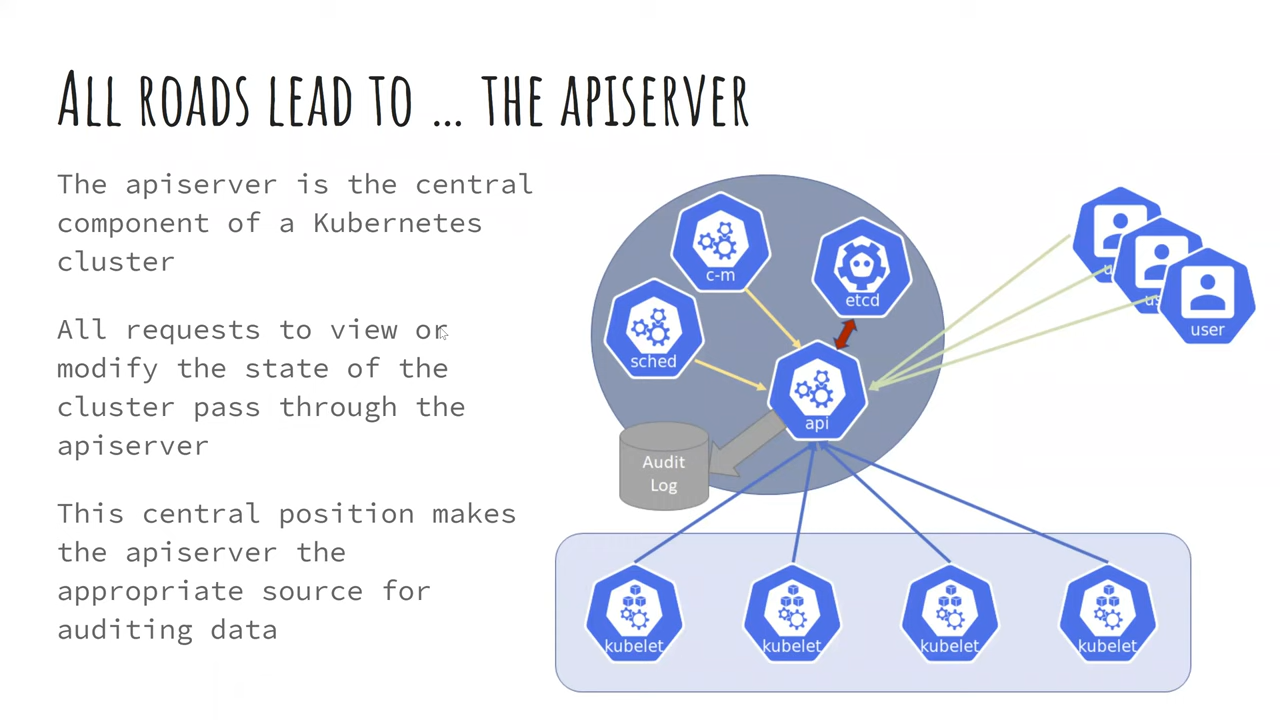 ALL ROADS LEAD TO ... THE APISERVER
The apiserver is the central
component of a Kubernetes
cluster
All requests to view or
modify the state of the
cluster pass through the
apiserver
This central position makes
the apiserver the
appropriate source for
auditing data
c-m
etcd
sched
api
Audit
Log
u
us
user
kubelet
kubelet
kubelet
kubelet